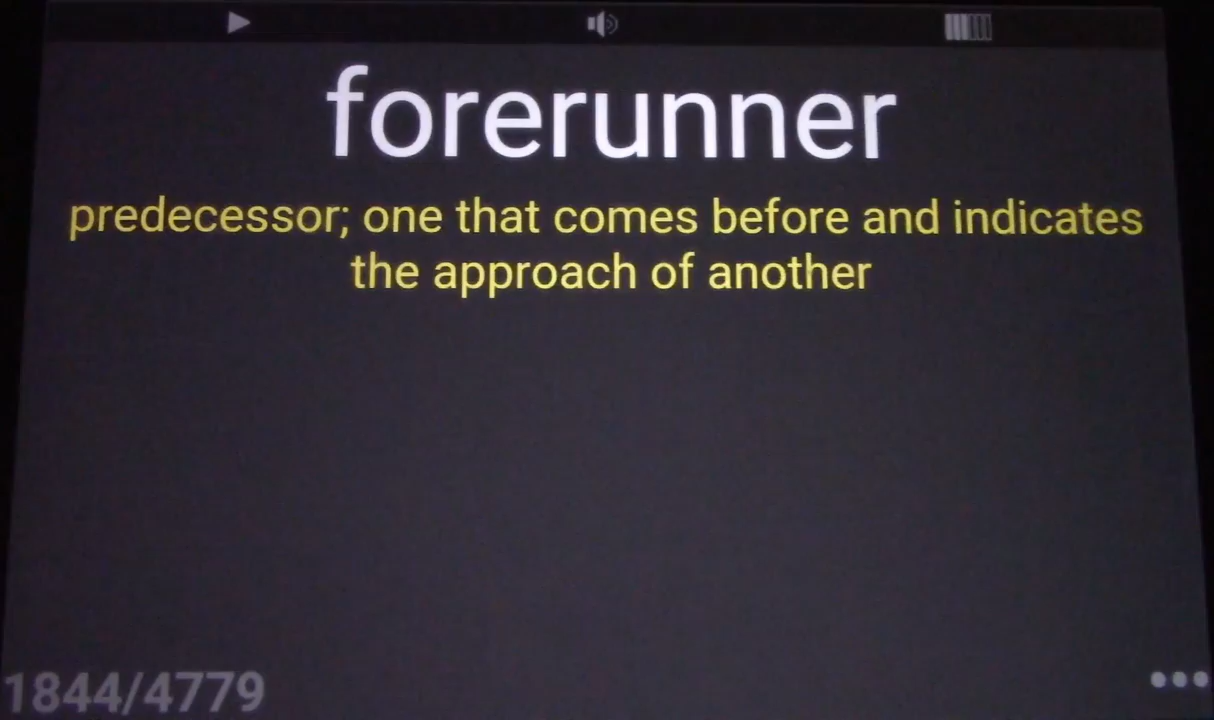 forerunner
predecessor; one that comes before and indicates
the approach of another
1844/4779